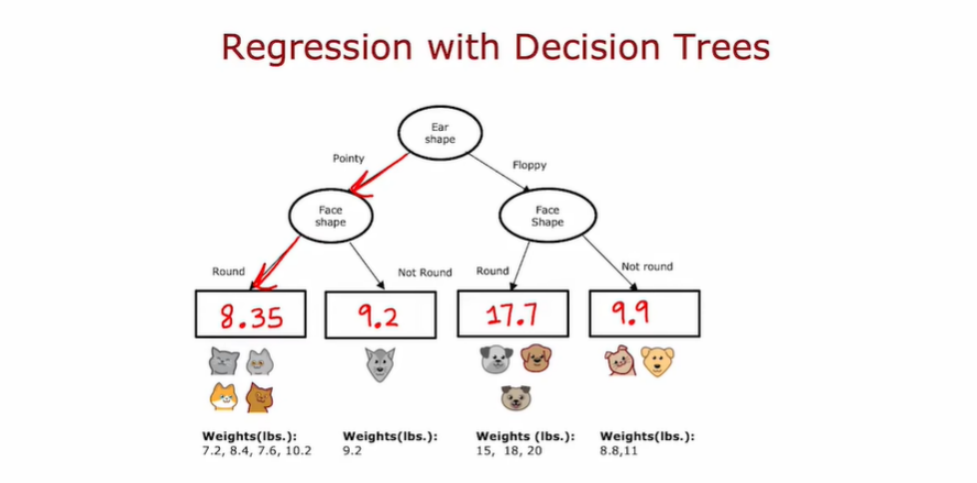 Regression with Decision Trees
Ear
shape
Pointy
Floppy
Face
shape
Face
Shape
Round
Not Round
Round
Not round
8.35
9.2
17.7
9.9
Weights(lbs.):
7.2, 8.4, 7.6, 10.2
Weights(lbs.):
9.2
Weights (lbs.):
15, 18, 20
Weights(lbs.):
8.8,11